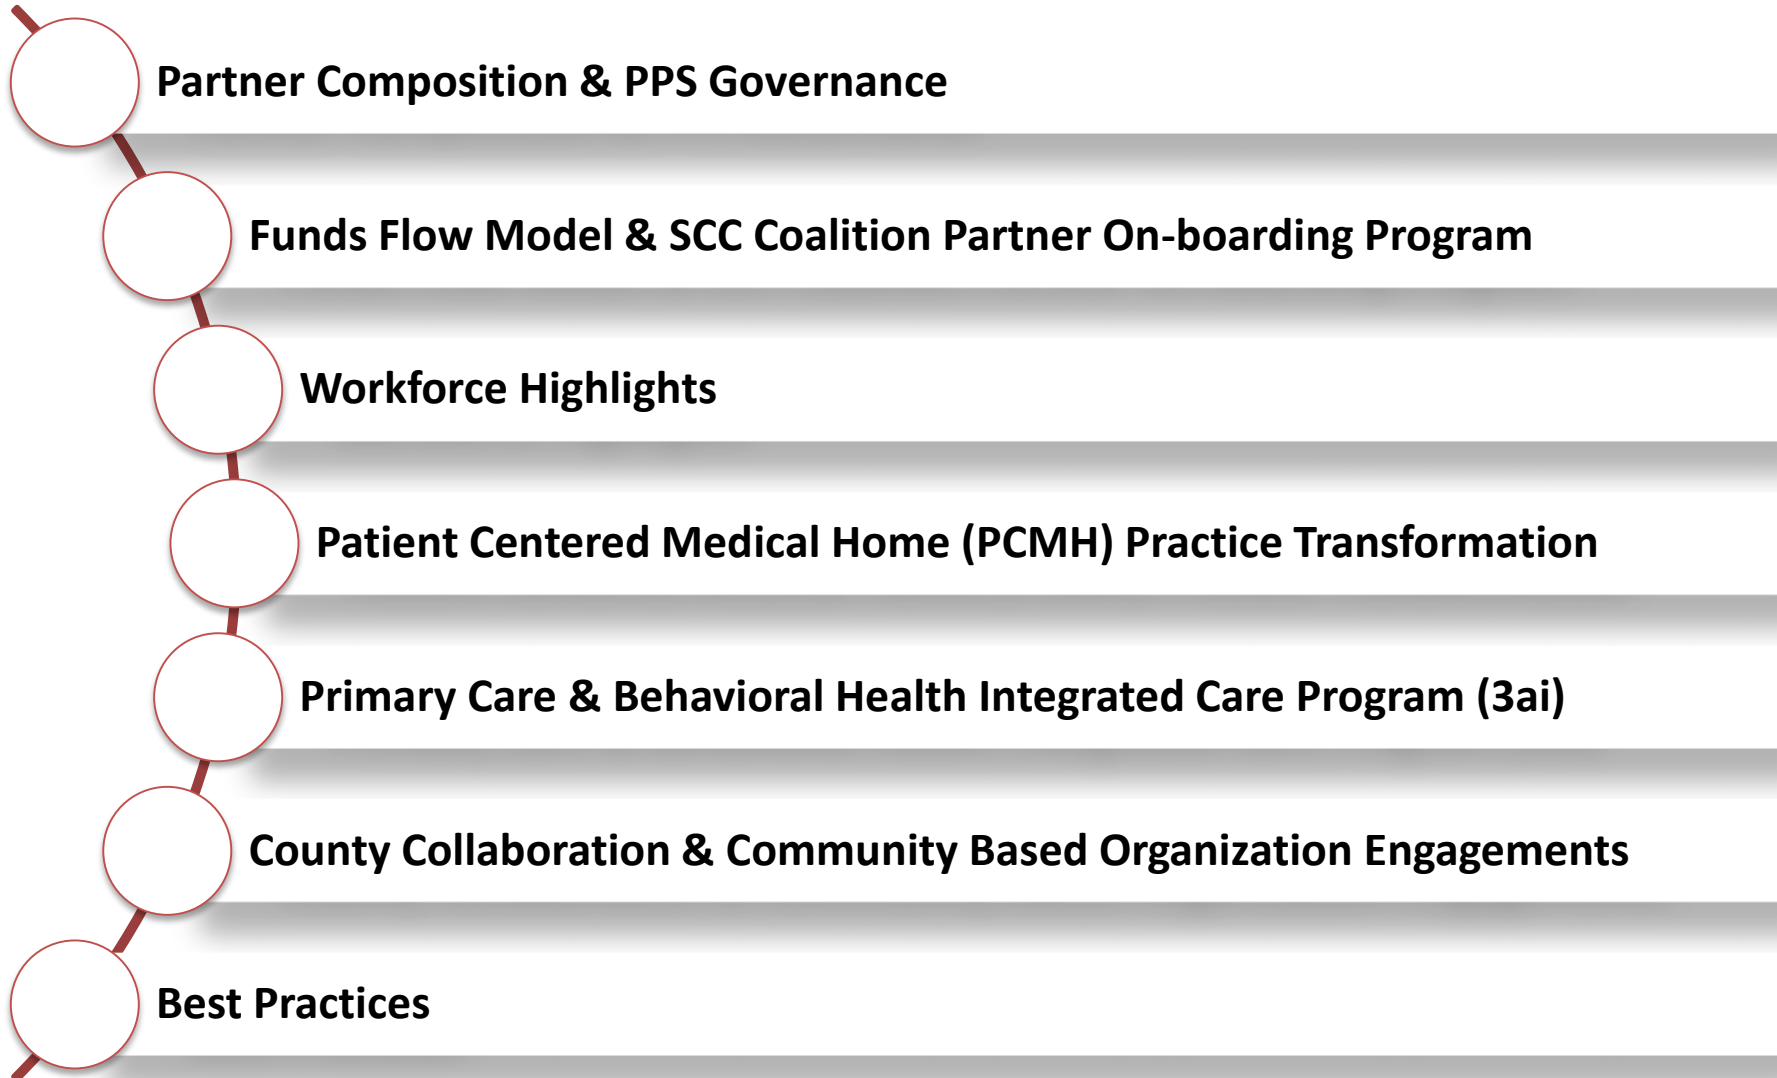 Partner Composition & PPS Governance
Funds Flow Model & SCC Coalition Partner On-boarding Program
Workforce Highlights
Patient Centered Medical Home (PCMH) Practice Transformation
Primary Care & Behavioral Health Integrated Care Program (3ai)
County Collaboration & Community Based Organization Engagements
Best Practices